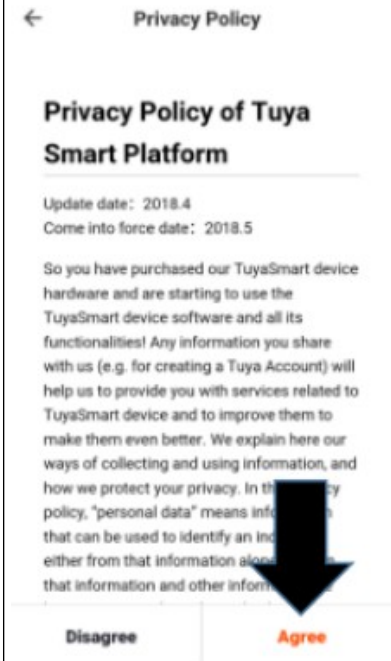 Privacy Policy
Privacy Policy of Tuya
Smart Platform
Update date: 2018.4
Come into force date: 2018.5
So you have purchased our TuyaSmart device
hardware and are starting to use the
TuyaSmart device software and all its
functionalities! Any information you share
with us (e.g. for creating a Tuya Account) will
help us to provide you with services related to
TuyaSmart device and to improve them to
make them even better. We explain here our
ways of collecting and using information, and
how we protect your privacy. In
policy, "personal data" means
that can be used to identify an
either from that information
that information and other
Disagree
Agree